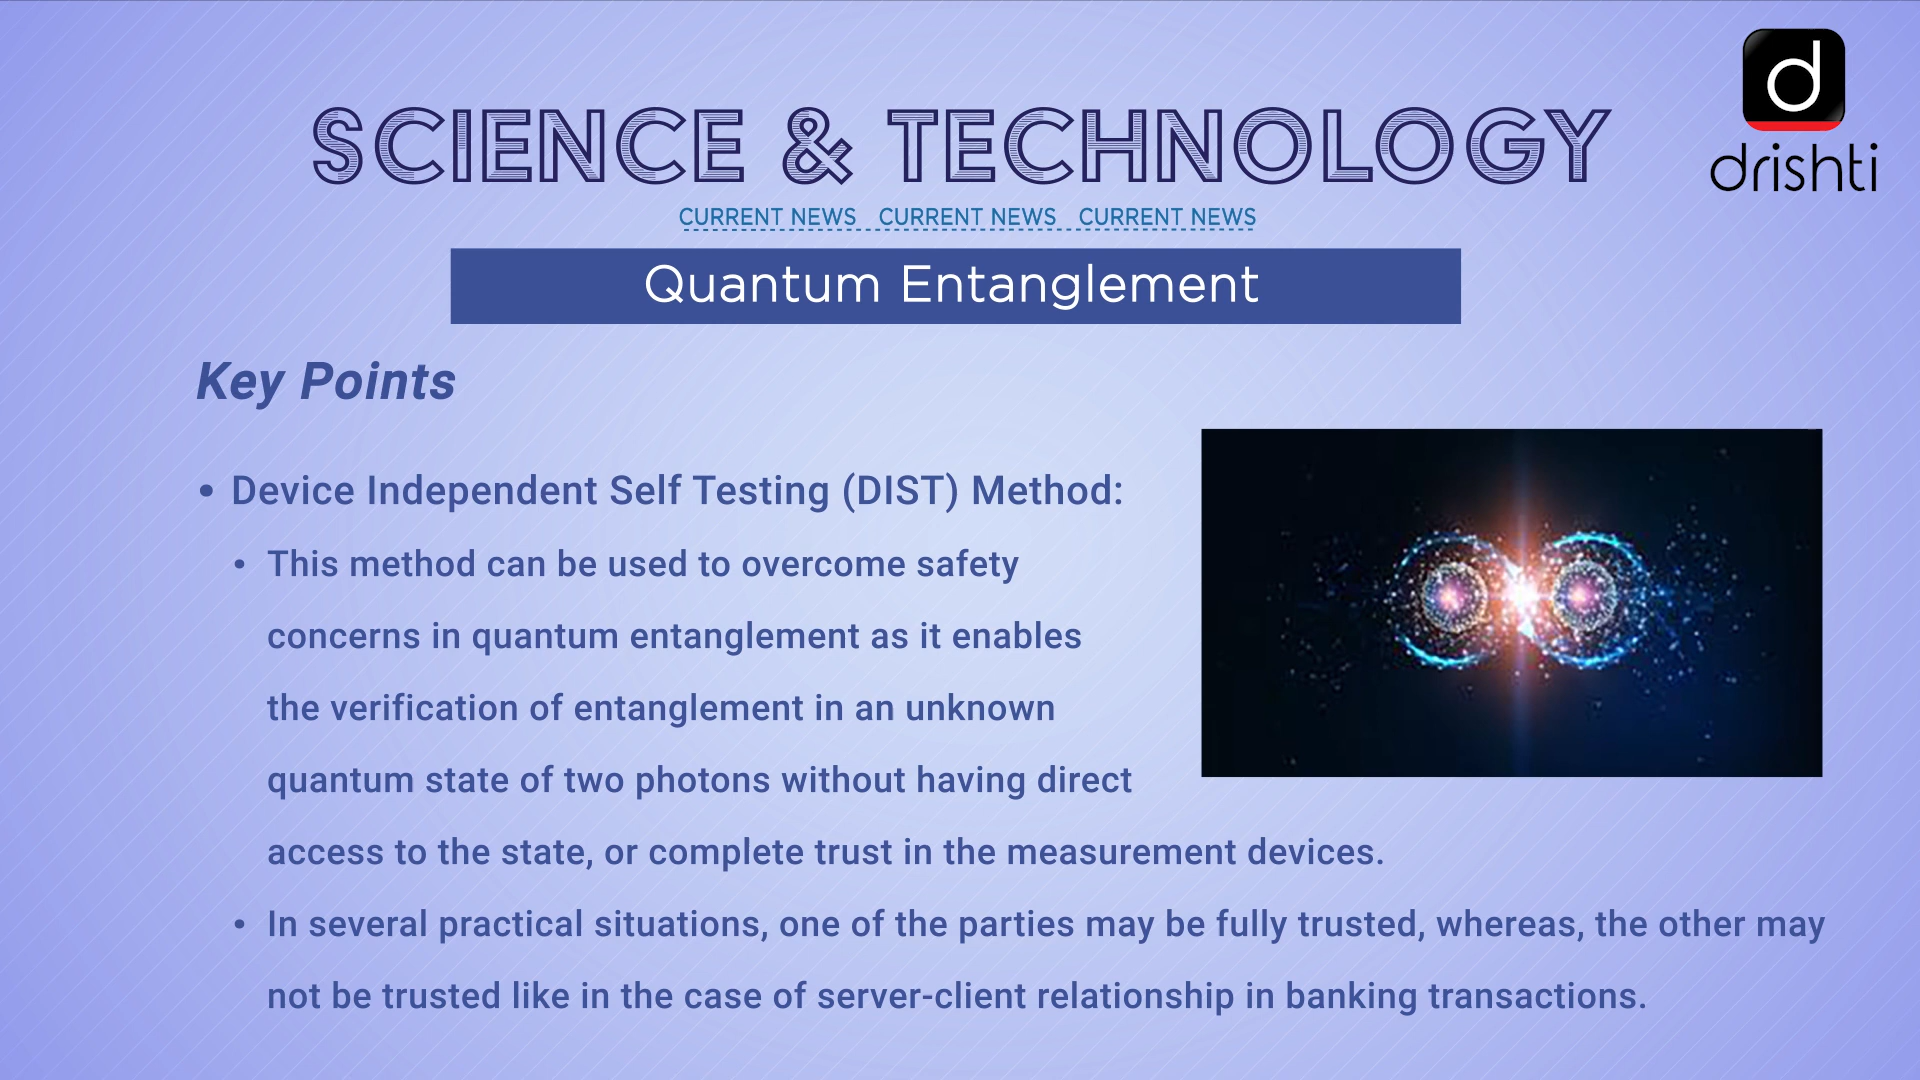 SCIENCE & TECHNOLOGY
d
drishti
CURRENT NEWS CURRENT NEWS CURRENT NEWS
Quantum Entanglement
Key Points
• Device Independent Self Testing (DIST) Method:
• This method can be used to overcome safety
concerns in quantum entanglement as it enables
the verification of entanglement in an unknown
quantum state of two photons without having direct
access to the state, or complete trust in the measurement devices.
• In several practical situations, one of the parties may be fully trusted, whereas, the other may
not be trusted like in the case of server-client relationship in banking transactions.